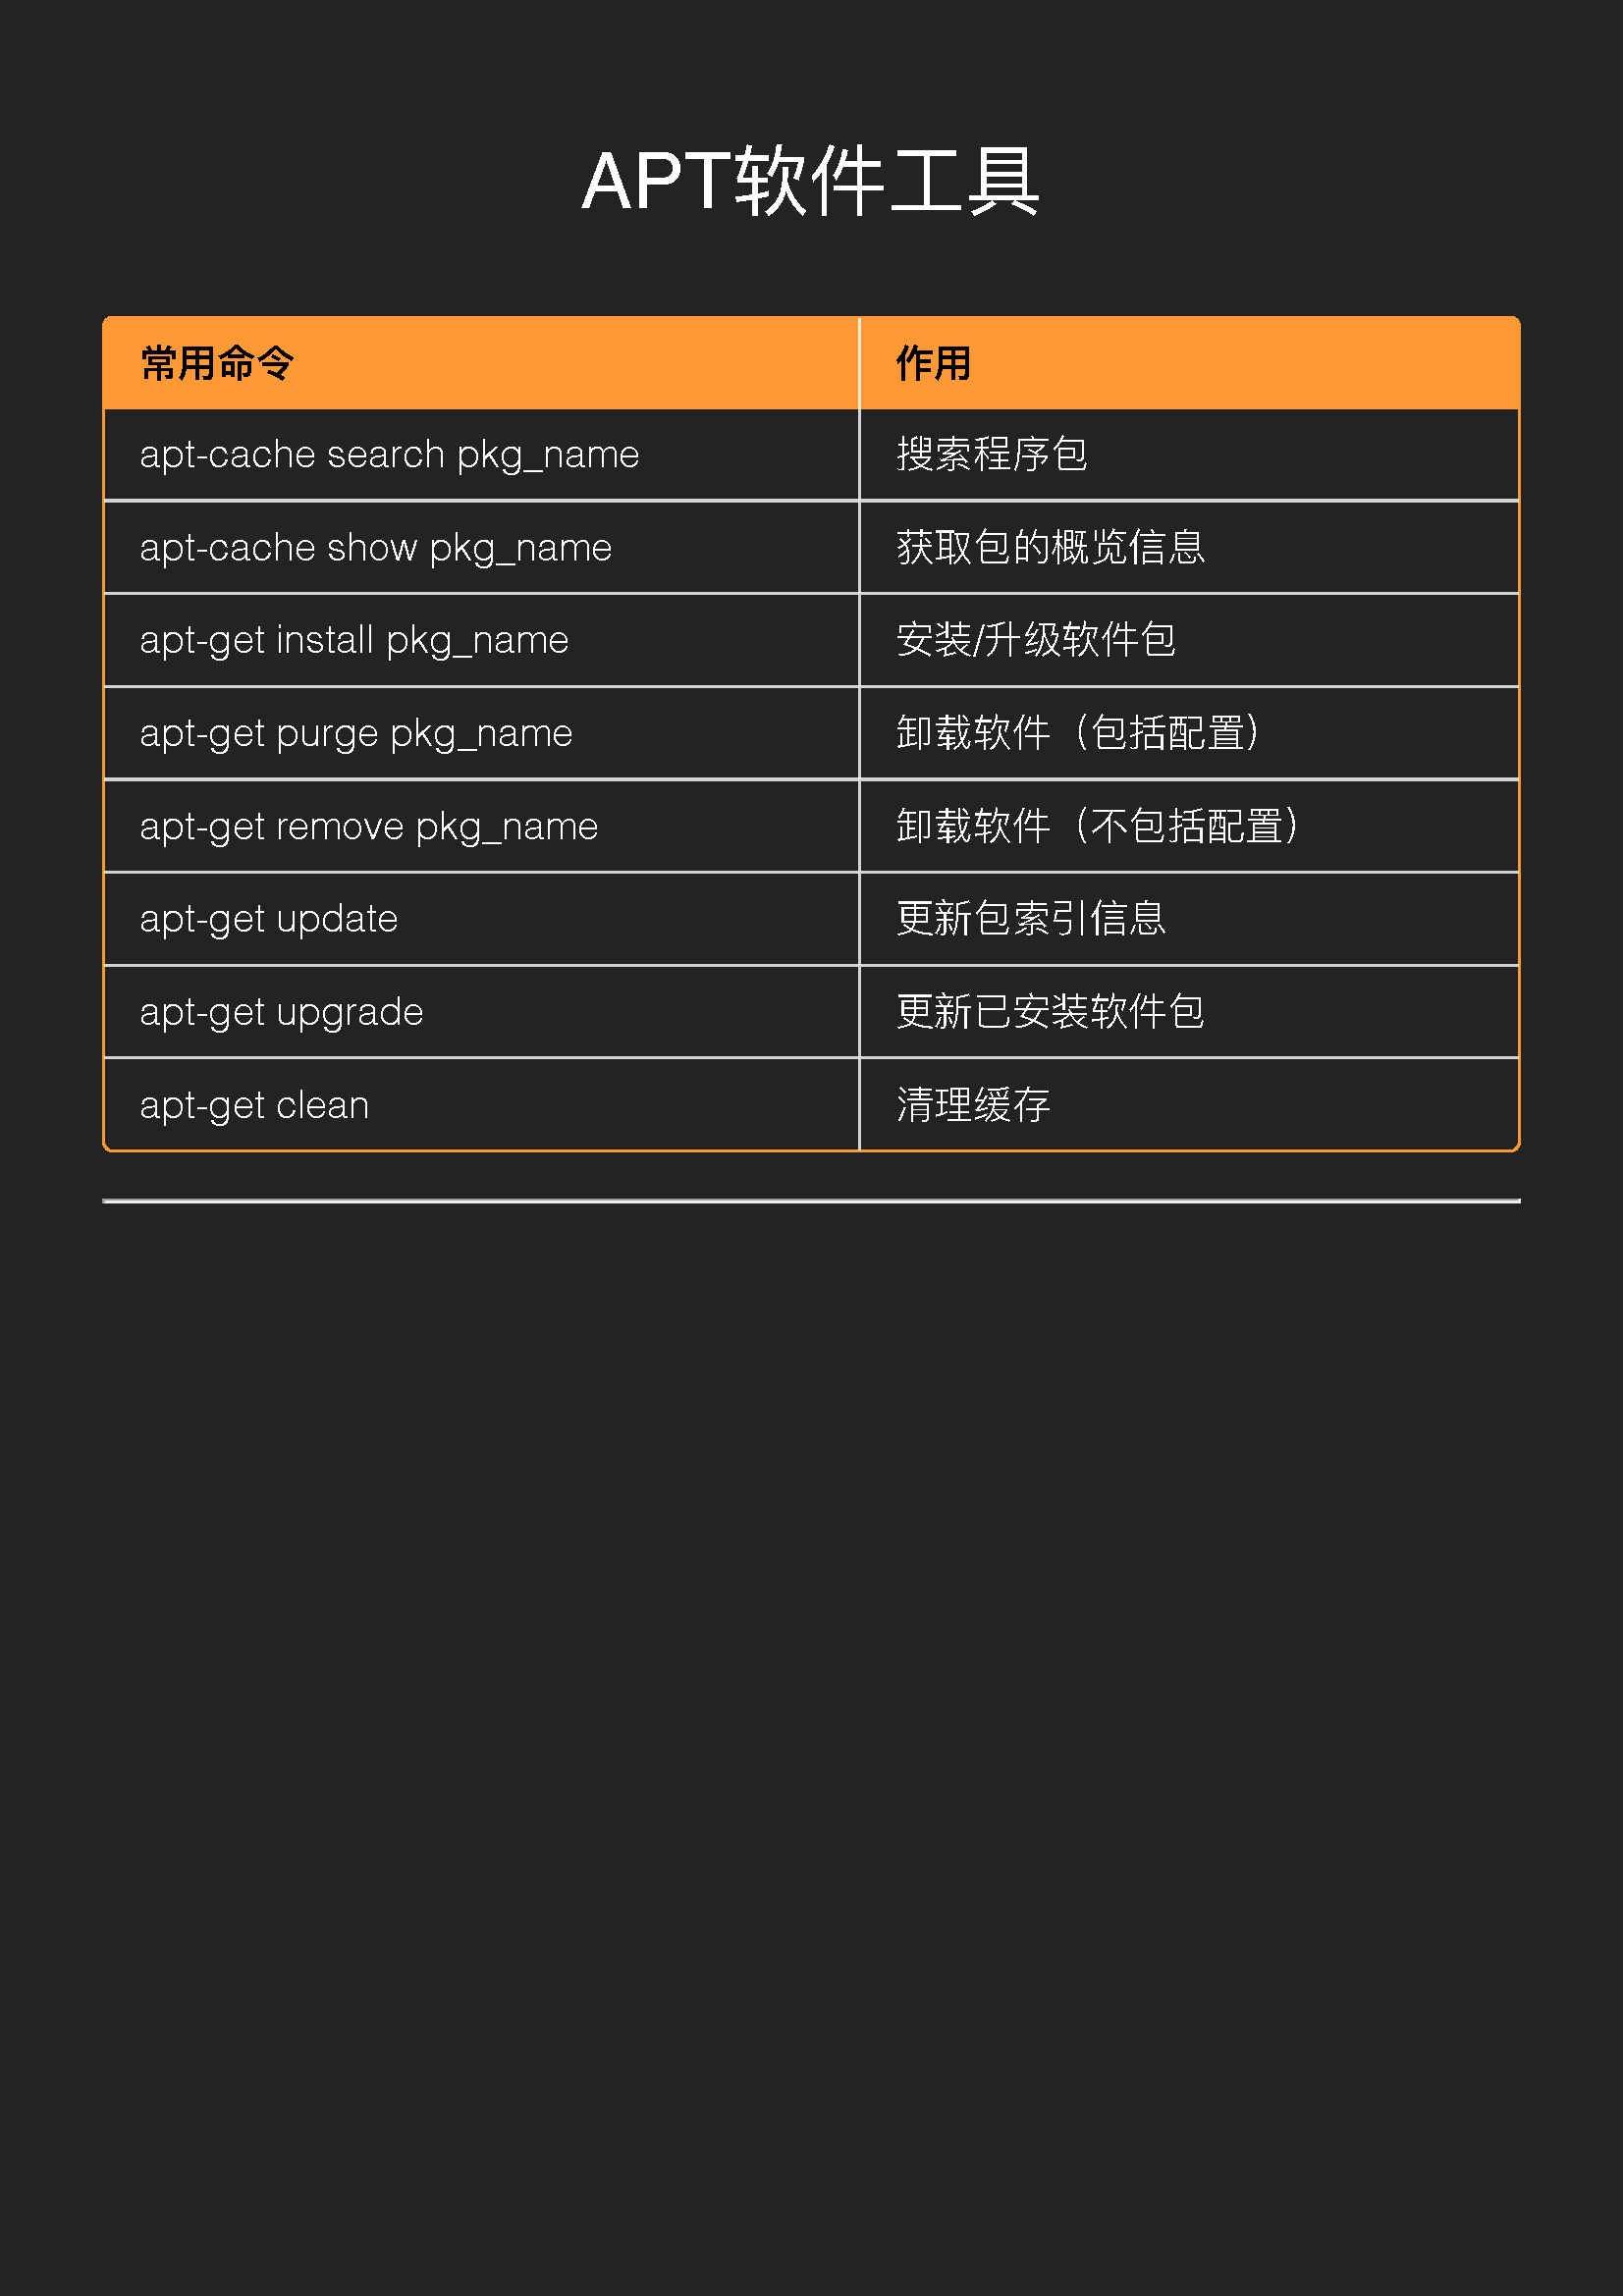 APT软件工具
常用命令 作用
apt-cache search pkg_name 搜索程序包
apt-cache show pkg_name 获取包的概览信息
apt-get install pkg_name 安装/升级软件包
apt-get purge pkg_name 卸载软件（包括配置）
apt-get remove pkg_name 卸载软件（不包括配置）
apt-get update 更新包索引信息
apt-get upgrade 更新已安装软件包
apt-get clean 清理缓存